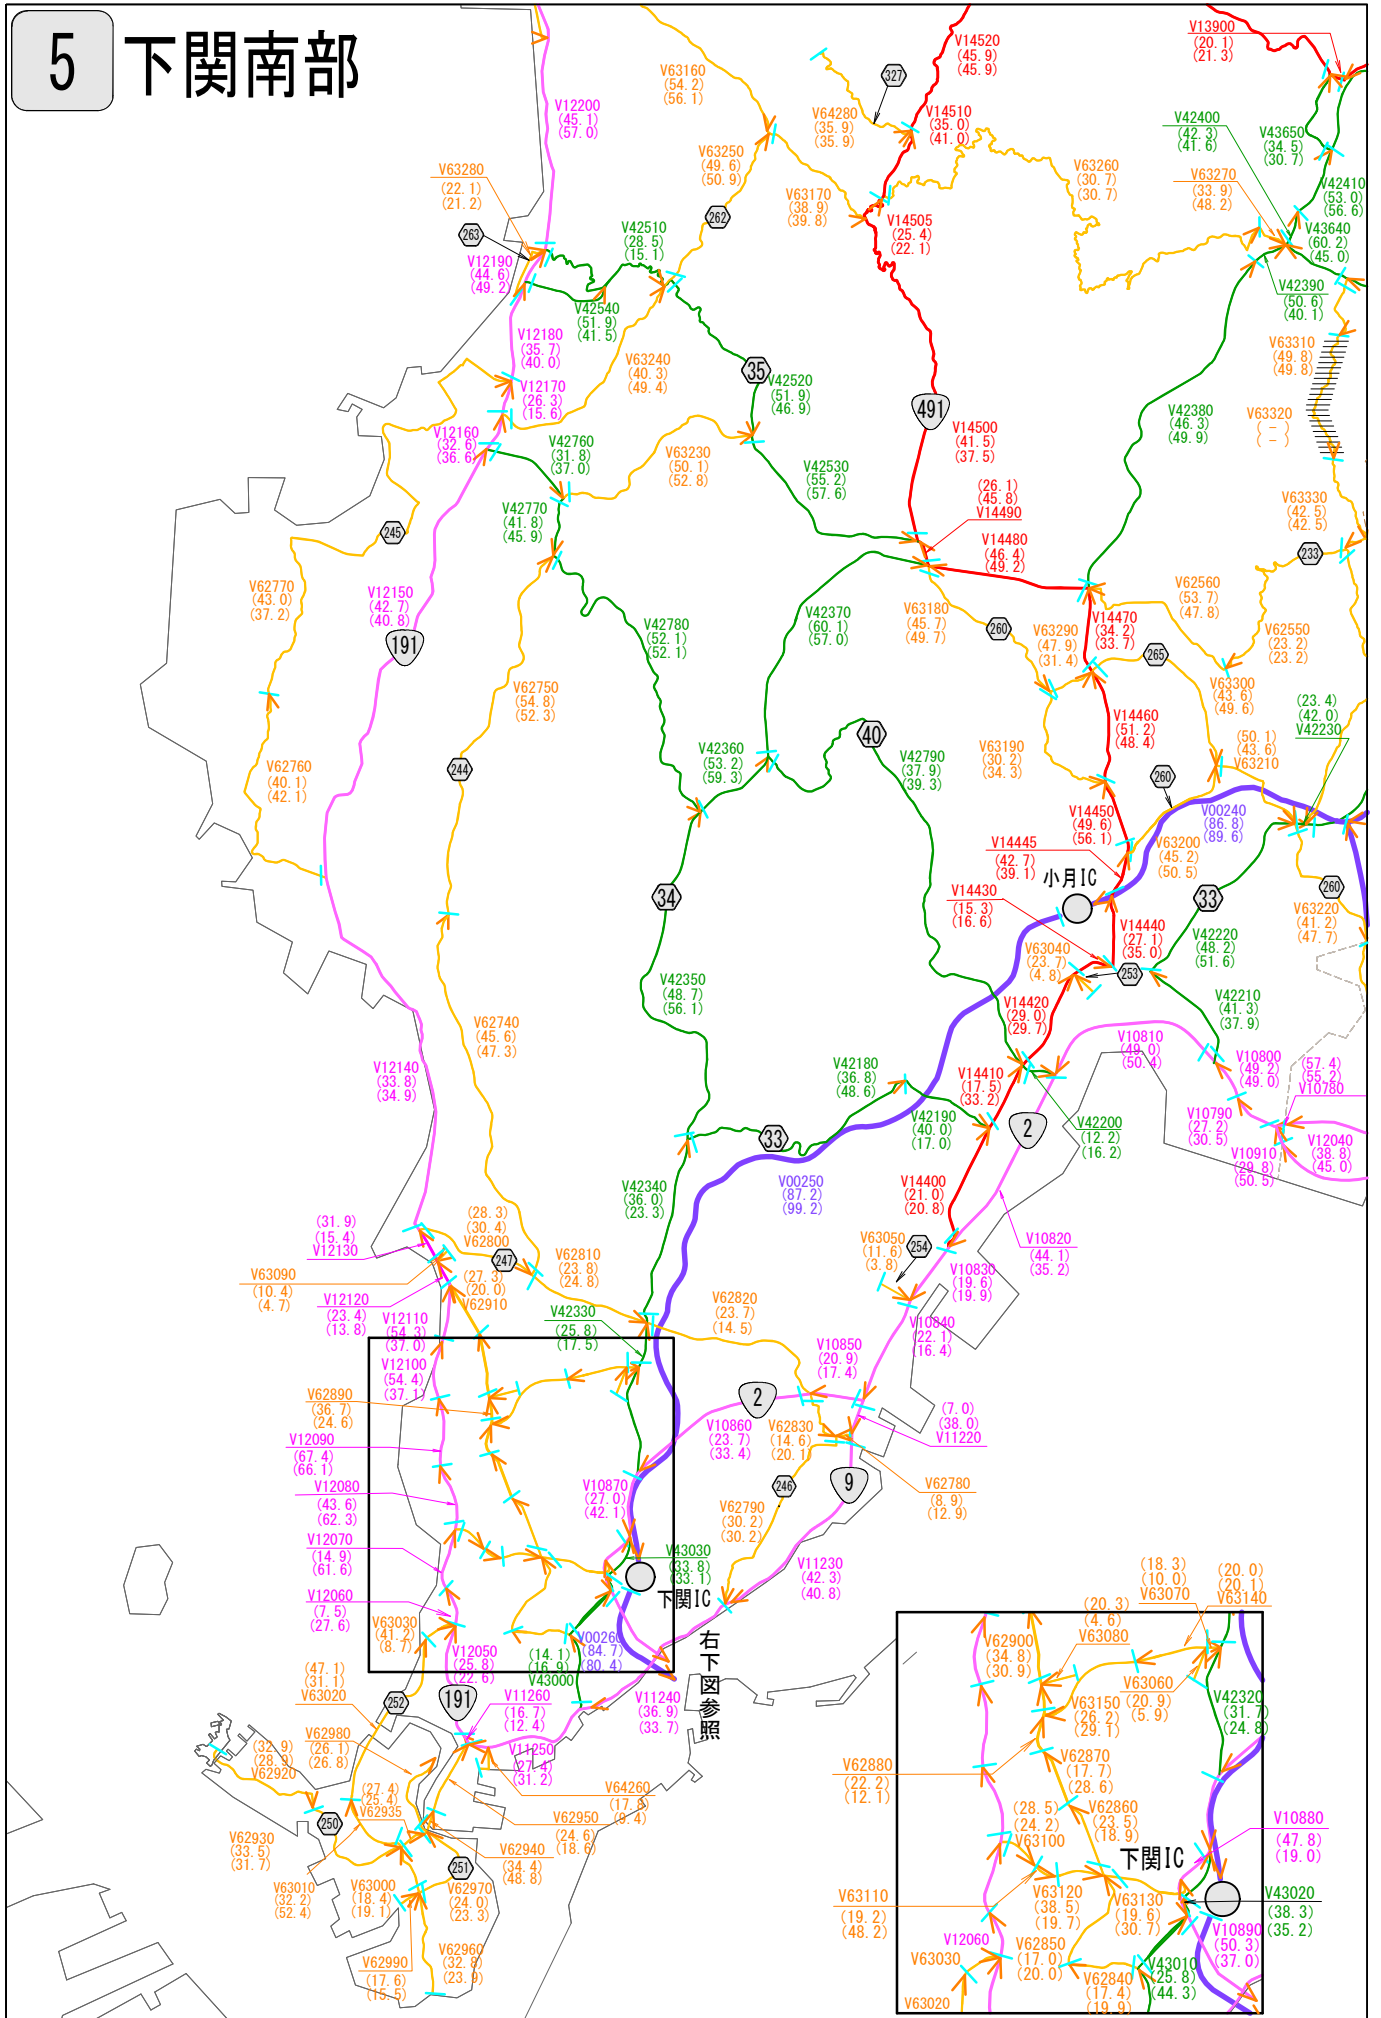 5 下関南部
V13900
(20.1)
(21.3)
V14520
(45.9)
(45.9)
V63160
(54.2)
(56.1)
327
V12200
(45.1)
(57.0)
V64280
(35.9)
(35.9)
V14510
(35.0)
(41.0)
V42400
(42.3)
(41.6)
V43650
(34.5)
(30.7)
V63250
(49.6)
(50.9)
V63260
(30.7)
(30.7)
V63280
(22.1)
(21.2)
V63270
(33.9)
(48.2)
V42410
(53.0)
(56.6)
V63170
(38.9)
(39.8)
262
263
V42510
(28.5)
(15.1)
V14505
(25.4)
(22.1)
V43640
(60.2)
(45.0)
V12190
(44.6)
(49.2)
V42390
(50.6)
(40.1)
V42540
(51.9)
(41.5)
V12180
(35.7)
(40.0)
V63240
(40.3)
(49.4)
V63310
(49.8)
(49.8)
35
V42520
(51.9)
(46.9)
V12170
(26.3)
(15.6)
491
V42380
(46.3)
(49.9)
V63320
( - )
( - )
V12160
(32.6)
(36.6)
V42760
(31.8)
(37.0)
V63230
(50.1)
(52.8)
V14500
(41.5)
(37.5)
V42530
(55.2)
(57.6)
(26.1)
(45.8)
V14490
V63330
(42.5)
(42.5)
V42770
(41.8)
(45.9)
245
V14480
(46.4)
(49.2)
233
V62770
(43.0)
(37.2)
V12150
(42.7)
(40.8)
191
V42780
(52.1)
(52.1)
V42370
(60.1)
(57.0)
V63180
(45.7)
(49.7)
260
V63290
(47.9)
(31.4)
V14470
(34.2)
(33.7)
V62560
(53.7)
(47.8)
V62550
(23.2)
(23.2)
265
V62750
(54.8)
(52.3)
V63300
(43.6)
(49.6)
(23.4)
(42.0)
V42230
V14460
(51.2)
(48.4)
V62760
(40.1)
(42.1)
244
V42360
(53.2)
(59.3)
40
V42790
(37.9)
(39.3)
V63190
(30.2)
(34.3)
(50.1)
(43.6)
V63210
260
V14450
(49.6)
(56.1)
V00240
(86.8)
(89.6)
V14445
(42.7)
(39.1)
V63200
(45.2)
(50.5)
小月IC
34
V14430
(15.3)
(16.6)
33
260
V63220
(41.2)
(47.7)
V14440
(27.1)
(35.0)
V42220
(48.2)
(51.6)
V63040
(23.7)
(4.8)
253
V42350
(48.7)
(56.1)
V14420
(29.0)
(29.7)
V42210
(41.3)
(37.9)
V62740
(45.6)
(47.3)
V10810
(49.0)
(50.4)
V12140
(33.8)
(34.9)
V42180
(36.8)
(48.6)
V14410
(17.5)
(33.2)
V10800
(49.2)
(49.0)
(57.4)
(55.2)
V10780
V42190
(40.0)
(17.0)
2
V42200
(12.2)
(16.2)
V10790
(27.2)
(30.5)
33
V10910
(29.8)
(50.5)
V12040
(38.8)
(45.0)
V42340
(36.0)
(23.3)
V00250
(87.2)
(99.2)
V14400
(21.0)
(20.8)
(31.9)
(15.4)
V12130
(28.3)
(30.4)
V62800
247
V62810
(23.8)
(24.8)
V63050
(11.6)
(3.8)
254
V10820
(44.1)
(35.2)
V63090
(10.4)
(4.7)
(27.3)
(20.0)
V62910
V10830
(19.6)
(19.9)
V12120
(23.4)
(13.8)
V42330
(25.8)
(17.5)
V62820
(23.7)
(14.5)
V12110
(54.3)
(37.0)
V10840
(22.1)
(16.4)
V12100
(54.4)
(37.1)
V10850
(20.9)
(17.4)
V62890
(36.7)
(24.6)
2
V10860
(23.7)
(33.4)
V62830
(14.6)
(20.1)
(7.0)
(38.0)
V11220
V12090
(67.4)
(66.1)
V12080
(43.6)
(62.3)
V10870
(27.0)
(42.1)
246
9
V62780
(8.9)
(12.9)
V62790
(30.2)
(30.2)
V12070
(14.9)
(61.6)
V43030
(33.8)
(33.1)
下関IC
V11230
(42.3)
(40.8)
V12060
(7.5)
(27.6)
V63030
(41.2)
(8.7)
V00260
(84.7)
(80.4)
右下図参照
V12050
(25.8)
(22.6)
(14.1)
(16.9)
V43000
(47.1)
(31.1)
V63020
252
191
V11260
(16.7)
(12.4)
V11240
(36.9)
(33.7)
V62980
(26.1)
(26.8)
(32.9)
(28.9)
V62920
V11250
(27.4)
(31.2)
(27.4)
(25.4)
V62935
V64260
(17.8)
(9.4)
250
V62950
(24.6)
(18.6)
V62930
(33.5)
(31.7)
V62940
(34.4)
(48.8)
251
V63010
(32.2)
(52.4)
V63000
(18.4)
(19.1)
V62970
(24.0)
(23.3)
V62990
(17.6)
(15.5)
V62960
(32.8)
(23.9)
(18.3)
(10.0)
V63070
(20.0)
(20.1)
V63140
(20.3)
(4.6)
V63080
V62900
(34.8)
(30.9)
V63060
(20.9)
(5.9)
V63150
(26.2)
(29.1)
V42320
(31.7)
(24.8)
V62880
(22.2)
(12.1)
V62870
(17.7)
(28.6)
(28.5)
(24.2)
V63100
V62860
(23.5)
(18.9)
V10880
(47.8)
(19.0)
下関IC
V63110
(19.2)
(48.2)
V63120
(38.5)
(19.7)
V63130
(19.6)
(30.7)
V43020
(38.3)
(35.2)
V12060
V62850
(17.0)
(20.0)
V10890
(50.3)
(37.0)
V63030
V43010
(25.8)
(44.3)
V62840
(17.4)
(19.9)
V63020